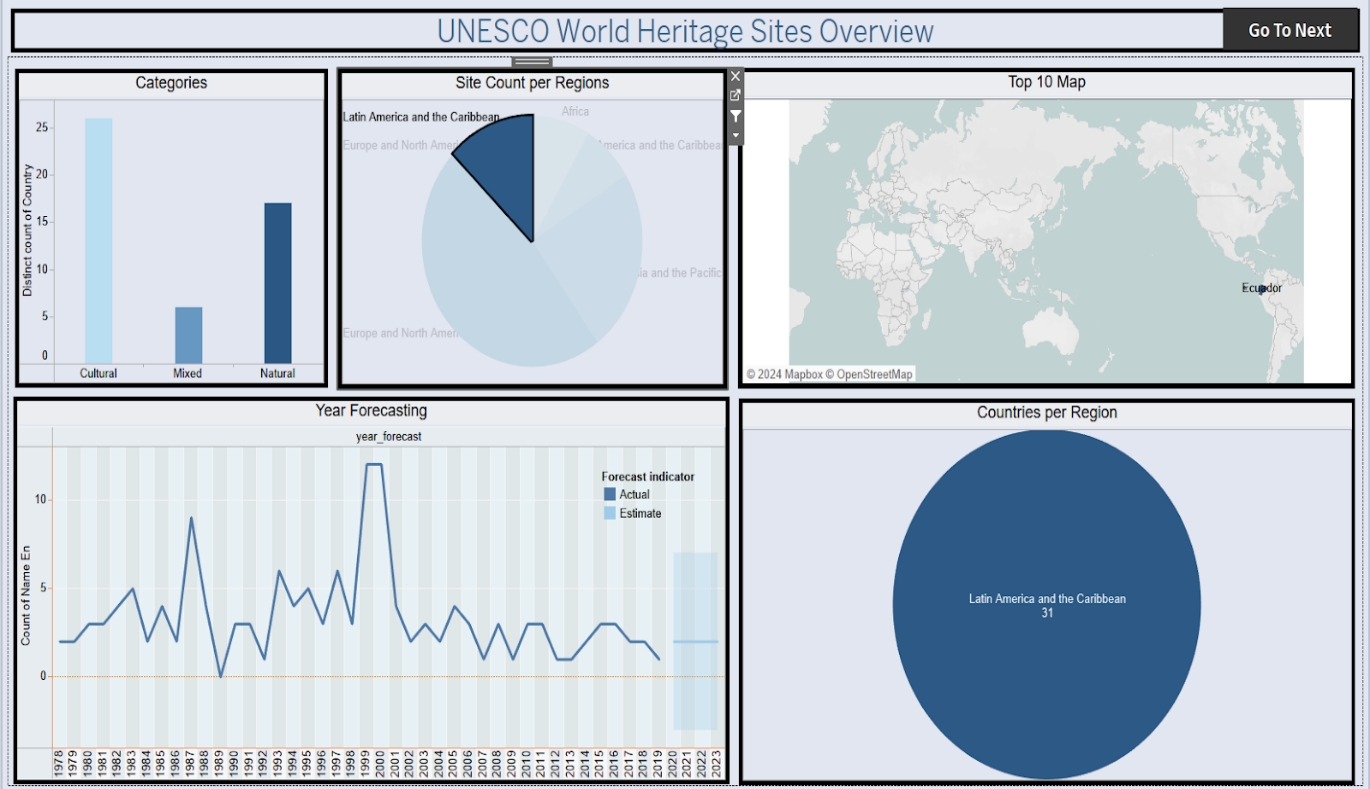 UNESCO World Heritage Sites Overview
Go To Next
Categories
Distinct count of Country
25
20
15
10
5
0
Cultural
Mixed
Natural
Site Count per Regions
Latin America and the Caribbean
Africa
Europe and North Amer
America and the Caribbean
ia and the Pacific
Europe and North Amer
Top 10 Map
Ecuador
© 2024 Mapbox © OpenStreetMap
Year Forecasting
year_forecast
Count of Name En
10
5
0
Forecast indicator
Actual
Estimate
1978 1979 1980 1981 1982 1983 1984 1985 1986 1987 1988 1989 1990 1991 1992 1993 1994 1995 1996 1997 1998 1999 2000 2001 2002 2003 2004 2005 2006 2007 2008 2009 2010 2011 2012 2013 2014 2015 2016 2017 2018 2019 2020 2021 2022 2023
Countries per Region
Latin America and the Caribbean
31